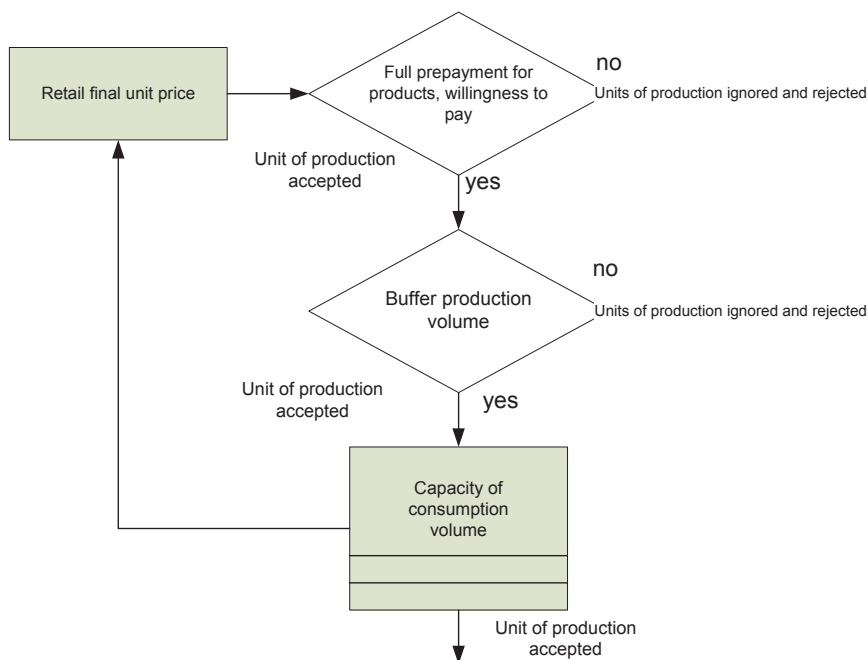 Retail final unit price
Full prepayment for
products, willingness to
pay
no
Units of production ignored and rejected
Unit of production
accepted
yes
Buffer production
volume
no
Units of production ignored and rejected
Unit of production
accepted
yes
Capacity of
consumption
volume
Unit of production
accepted